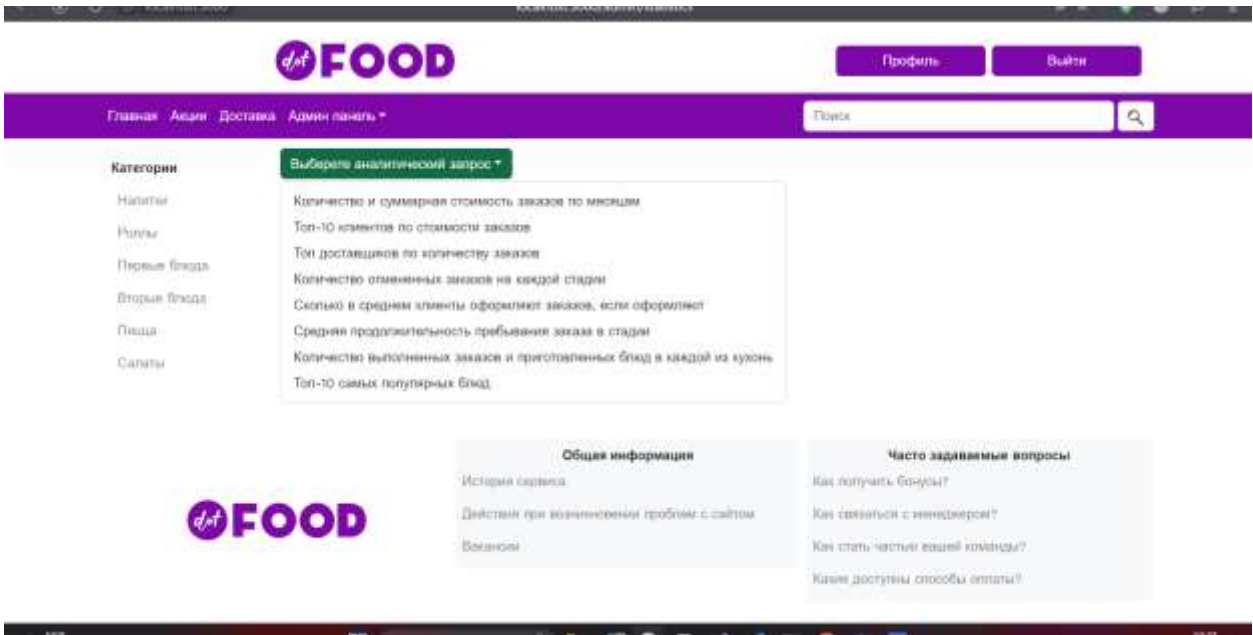 dot FOOD
Профиль
Выйти
Главная Акции Доставка Админ панель
Поиск
Категории
Напитки
Роллы
Первые блюда
Вторые блюда
Пицца
Салаты
Выберете аналитический запрос
Количество и суммарная стоимость заказов по месяцам
Топ-10 клиентов по стоимости заказов
Топ доставщиков по количеству заказов
Количество отмененных заказов на каждой стадии
Сколько в среднем клиенты оформляют заказов, если оформляют
Средняя продолжительность пребывания заказа в стадии
Количество выполненных заказов и приготовленных блюд в каждой из кухонь
Топ-10 самых популярных блюд
dot FOOD
Общая информация
История сервиса
Действия при возникновении проблем с сайтом
Вакансии
Часто задаваемые вопросы
Как получить бонусы?
Как связаться с менеджером?
Как стать частью вашей команды?
Какие доступны способы оплаты?